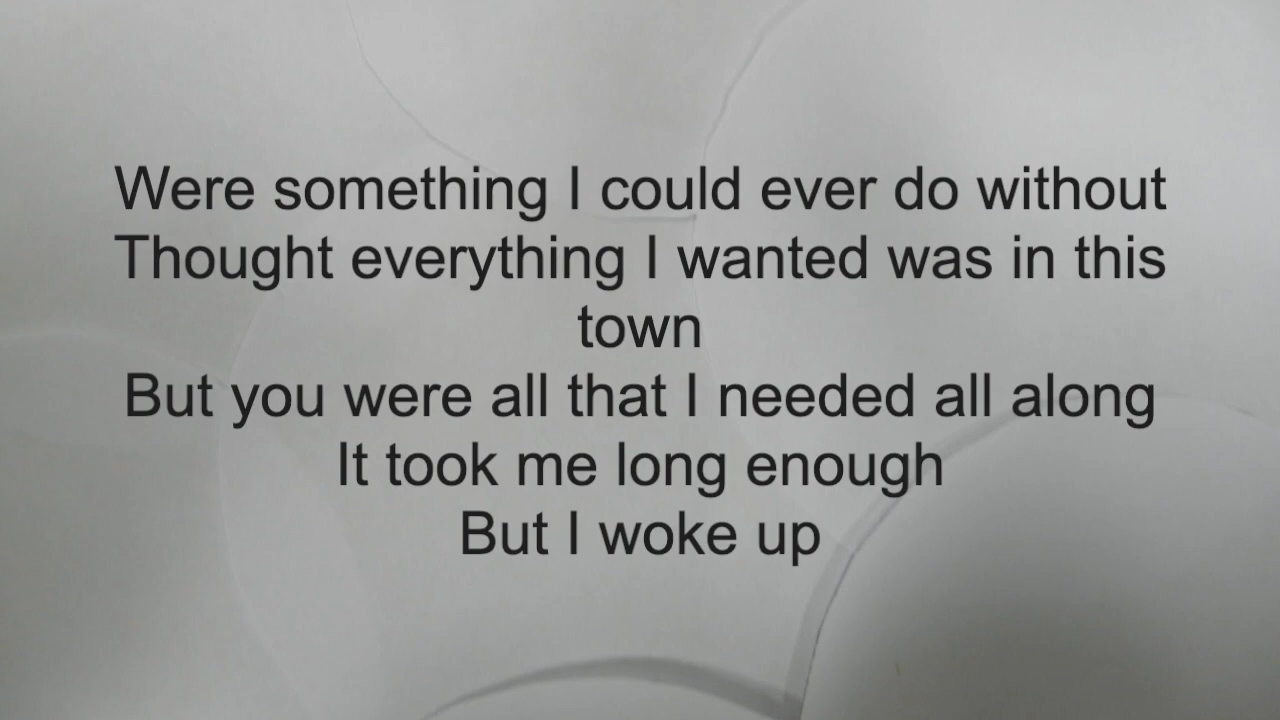 Were something I could ever do without
Thought everything I wanted was in this
town
But you were all that I needed all along
It took me long enough
But I woke up